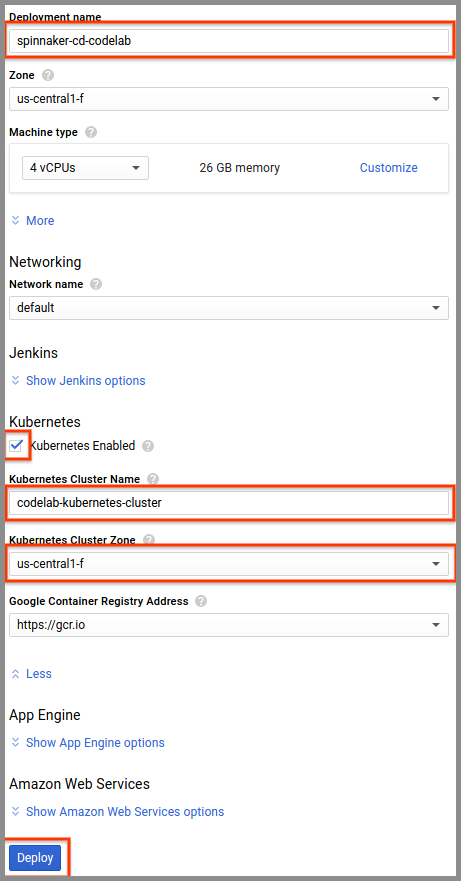 Deployment name
spinnaker-cd-codelab
Zone ?
us-central1-f
Machine type ?
4 vCPUs 26 GB memory Customize
More
Networking
Network name ?
default
Jenkins
Show Jenkins options
Kubernetes
Kubernetes Enabled ?
Kubernetes Cluster Name ?
codelab-kubernetes-cluster
Kubernetes Cluster Zone ?
us-central1-f
Google Container Registry Address ?
https://gcr.io
Less
App Engine
Show App Engine options
Amazon Web Services
Show Amazon Web Services options
Deploy